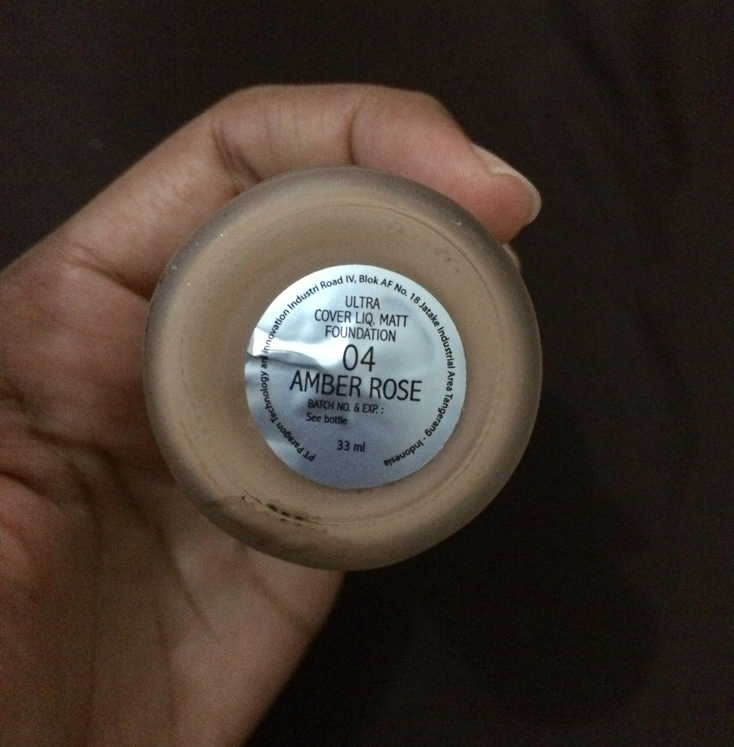 ULTRA
COVER LIQ. MATT
FOUNDATION
04
AMBER ROSE
BATCH NO. & EXP. :
See bottle
33 ml
PT Paragon Technology and Innovation Industri Road IV, Blok AF No. 18 Jatake Industrial Area Tangerang - Indonesia